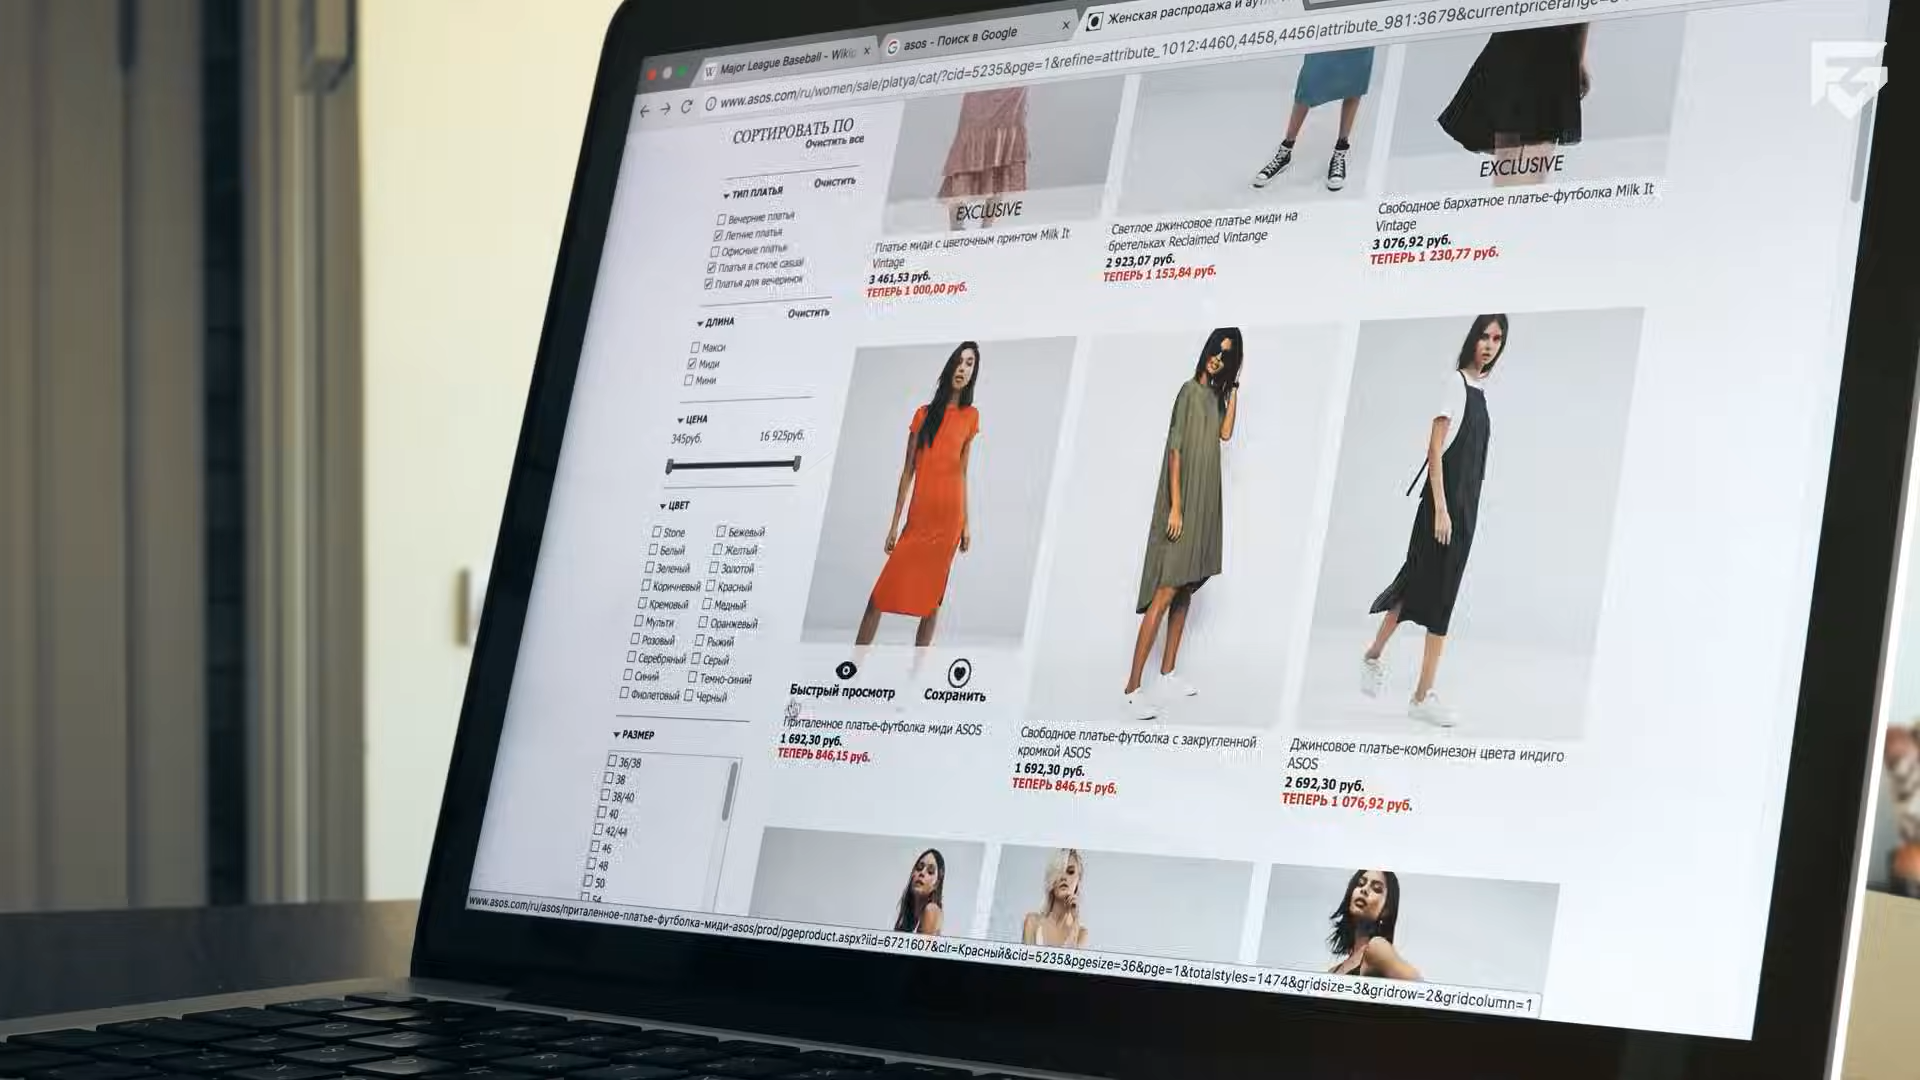 Major League Baseball - Wikip
asos - Поиск в Google
Женская распродажа и аут
www.asos.com/ru/women/sale/platya/cat/?cid=5235&pge=1&refine=attribute_1012:4460,4458,4456|attribute_981:3679&currentpricerange=
СОРТИРОВАТЬ ПО
Очистить все
ТИП ПЛАТЬЯ
Очистить
Вечерние платья
Летние платья
Офисные платья
Платья в стиле casual
Платья для вечеринок
ДЛИНА
Очистить
Макси
Миди
Мини
ЦЕНА
345руб.
16 925руб.
ЦВЕТ
Stone
Бежевый
Белый
Желтый
Зеленый
Золотой
Коричневый
Красный
Кремовый
Медный
Мульти
Оранжевый
Розовый
Рыжий
Серебряный
Серый
Синий
Темно-синий
Фиолетовый
Черный
РАЗМЕР
36/38
38
38/40
40
42/44
46
48
50
54
EXCLUSIVE
Платье миди с цветочным принтом Milk It
Vintage
3 461,53 руб.
ТЕПЕРЬ 1 000,00 руб.
Светлое джинсовое платье миди на
бретельках Reclaimed Vintange
2 923,07 руб.
ТЕПЕРЬ 1 153,84 руб.
EXCLUSIVE
Свободное бархатное платье-футболка Milk It
Vintage
3 076,92 руб.
ТЕПЕРЬ 1 230,77 руб.
Быстрый просмотр
Сохранить
Приталенное платье-футболка миди ASOS
1 692,30 руб.
ТЕПЕРЬ 846,15 руб.
Свободное платье-футболка с закругленной
кромкой ASOS
1 692,30 руб.
ТЕПЕРЬ 846,15 руб.
Джинсовое платье-комбинезон цвета индиго
ASOS
2 692,30 руб.
ТЕПЕРЬ 1 076,92 руб.
www.asos.com/ru/asos/приталенное-платье-футболка-миди-asos/prod/pgeproduct.aspx?iid=6721607&clr=Красный&cid=5235&pgesize=36&pge=1&totalstyles=1474&gridsize=3&gridrow=2&gridcolumn=1